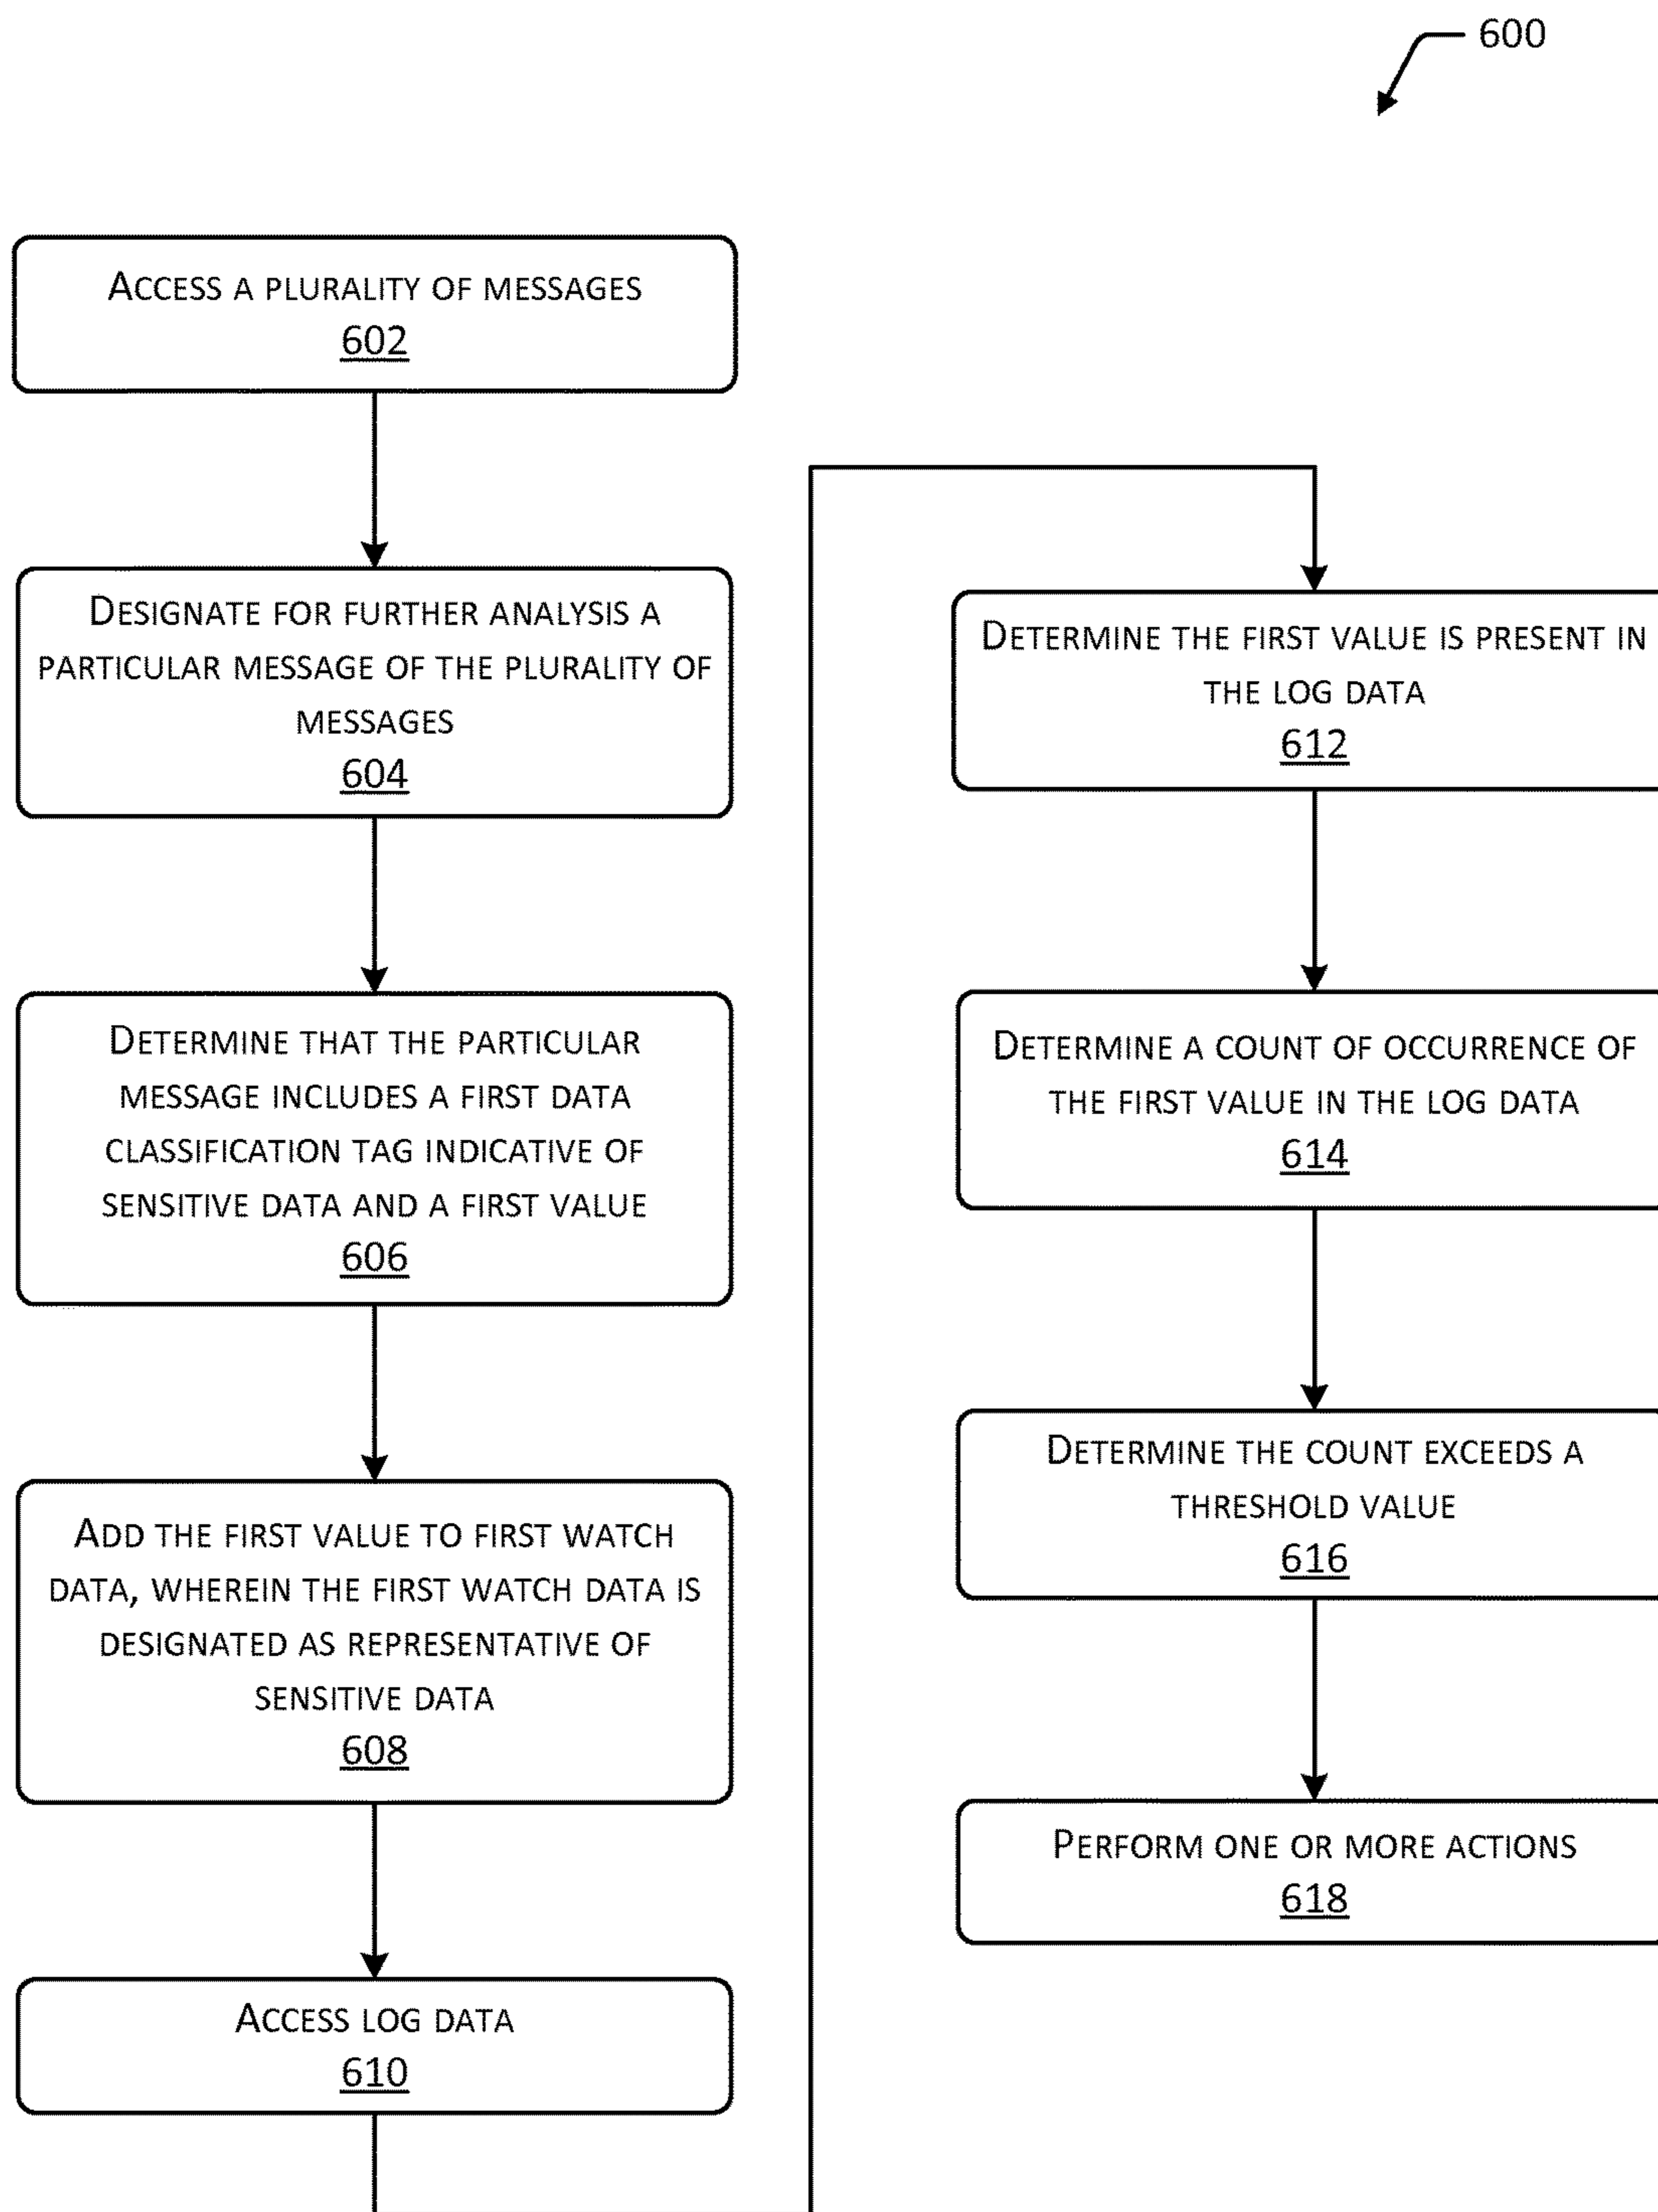 600
ACCESS A PLURALITY OF MESSAGES
602
DESIGNATE FOR FURTHER ANALYSIS A
PARTICULAR MESSAGE OF THE PLURALITY OF
MESSAGES
604
DETERMINE THAT THE PARTICULAR
MESSAGE INCLUDES A FIRST DATA
CLASSIFICATION TAG INDICATIVE OF
SENSITIVE DATA AND A FIRST VALUE
606
ADD THE FIRST VALUE TO FIRST WATCH
DATA, WHEREIN THE FIRST WATCH DATA IS
DESIGNATED AS REPRESENTATIVE OF
SENSITIVE DATA
608
ACCESS LOG DATA
610
DETERMINE THE FIRST VALUE IS PRESENT IN
THE LOG DATA
612
DETERMINE A COUNT OF OCCURRENCE OF
THE FIRST VALUE IN THE LOG DATA
614
DETERMINE THE COUNT EXCEEDS A
THRESHOLD VALUE
616
PERFORM ONE OR MORE ACTIONS
618